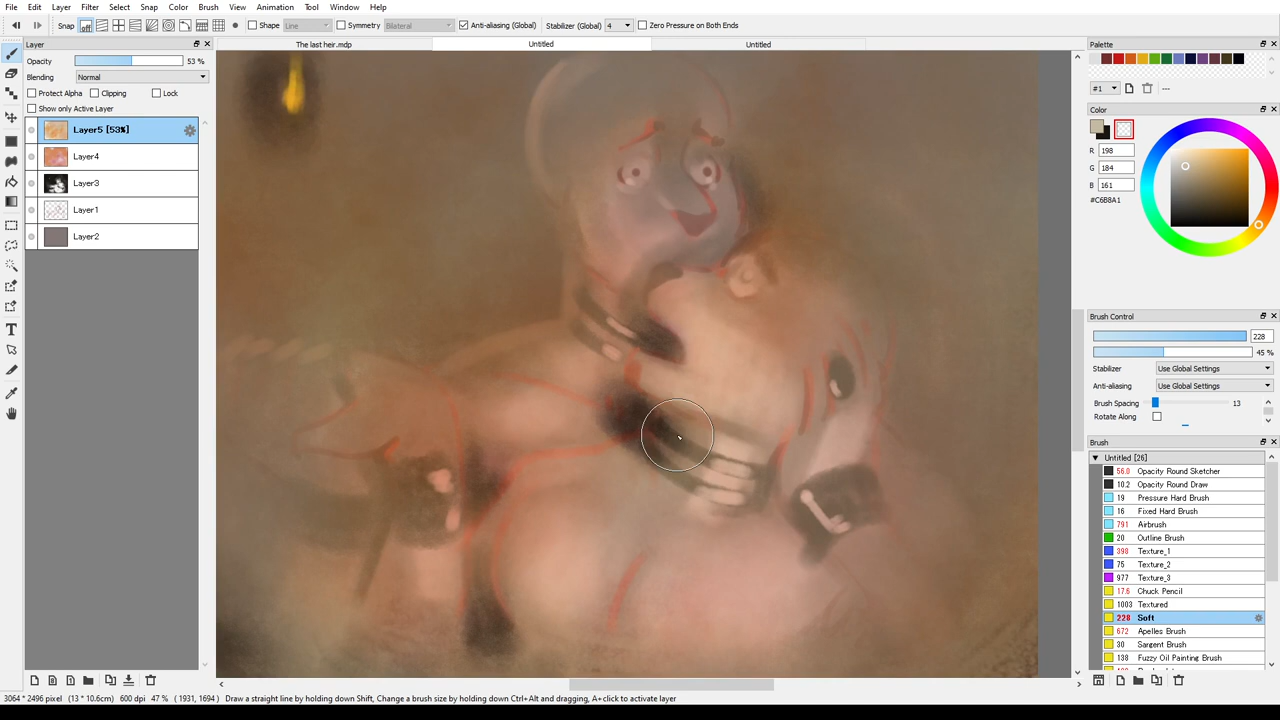 File Edit Layer Filter Select Snap Color Brush Animation Tool Window Help
Snap off Shape Line Symmetry Bilateral Anti-aliasing (Global) Stabilizer (Global) 4 Zero Pressure on Both Ends
Layer
The last heir.mdp
Untitled
Untitled
Palette
Opacity 53 %
Blending Normal
Protect Alpha Clipping Lock
Show only Active Layer
Layer5 [53%]
Layer4
Layer3
Layer1
Layer2
#1
---
Color
R 198
G 184
B 161
#C6B8A1
Brush Control
228
45 %
Stabilizer Use Global Settings
Anti-aliasing Use Global Settings
Brush Spacing 13
Rotate Along
Brush
Untitled [26]
56.0 Opacity Round Sketcher
10.2 Opacity Round Draw
19 Pressure Hard Brush
16 Fixed Hard Brush
791 Airbrush
20 Outline Brush
398 Texture_1
75 Texture_2
977 Texture_3
17.6 Chuck Pencil
1003 Textured
228 Soft
672 Apelles Brush
30 Sargent Brush
138 Fuzzy Oil Painting Brush
3064 * 2496 pixel (13 * 10.6cm) 600 dpi 47 % ( 1931, 1694 ) Draw a straight line by holding down Shift, Change a brush size by holding down Ctrl+Alt and dragging, A+click to activate layer